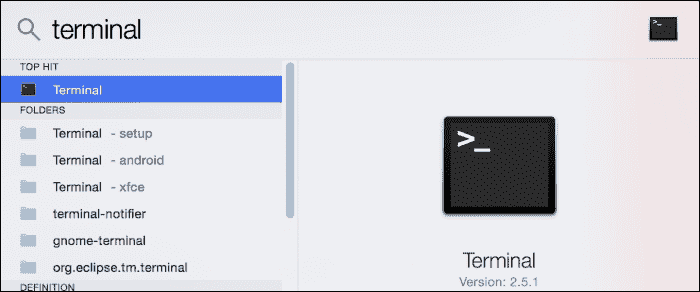 terminal
TOP HIT
Terminal
FOLDERS
Terminal - setup
Terminal - android
Terminal - xfce
terminal-notifier
gnome-terminal
org.eclipse.tm.terminal
DEFINITION
>_
Terminal
Version: 2.5.1